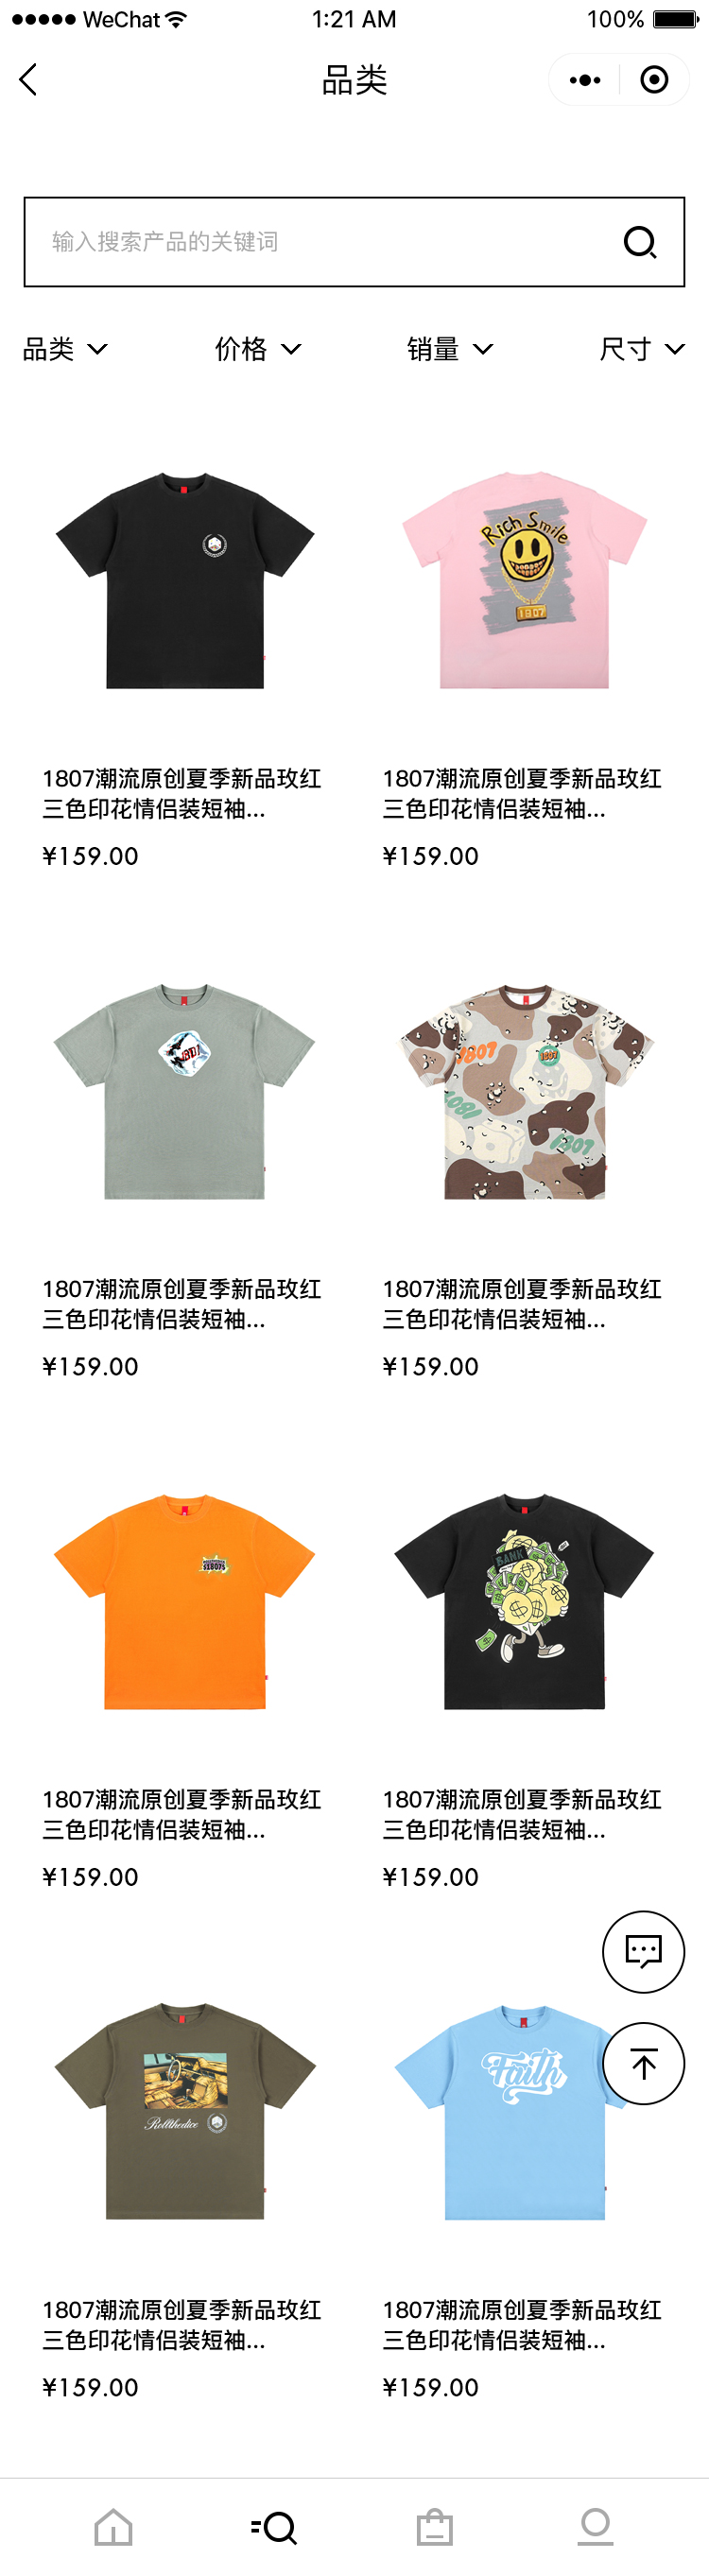 WeChat 1:21 AM 100%
品类
输入搜索产品的关键词
品类 价格 销量 尺寸
Rich Smile
1807
1807潮流原创夏季新品玫红
三色印花情侣装短袖...
¥159.00
1807潮流原创夏季新品玫红
三色印花情侣装短袖...
¥159.00
1807
1807
1807
1807
1807潮流原创夏季新品玫红
三色印花情侣装短袖...
¥159.00
1807潮流原创夏季新品玫红
三色印花情侣装短袖...
¥159.00
BANK
1807潮流原创夏季新品玫红
三色印花情侣装短袖...
¥159.00
1807潮流原创夏季新品玫红
三色印花情侣装短袖...
¥159.00
Rollthedice
Faith
1807潮流原创夏季新品玫红
三色印花情侣装短袖...
¥159.00
1807潮流原创夏季新品玫红
三色印花情侣装短袖...
¥159.00